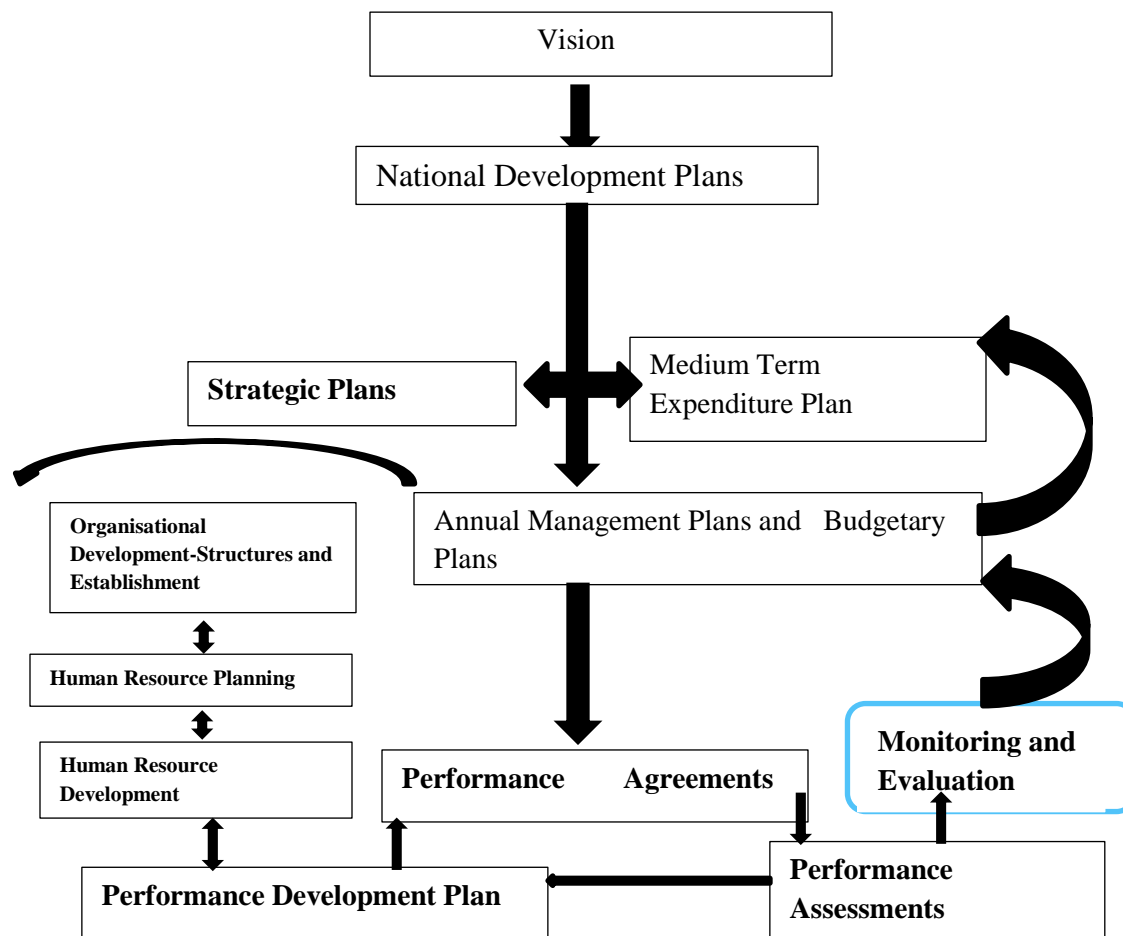 Vision
National Development Plans
Strategic Plans
Medium Term
Expenditure Plan
Organisational
Development-Structures and
Establishment
Annual Management Plans and Budgetary
Plans
Human Resource Planning
Human Resource
Development
Performance Agreements
Monitoring and
Evaluation
Performance Development Plan
Performance
Assessments